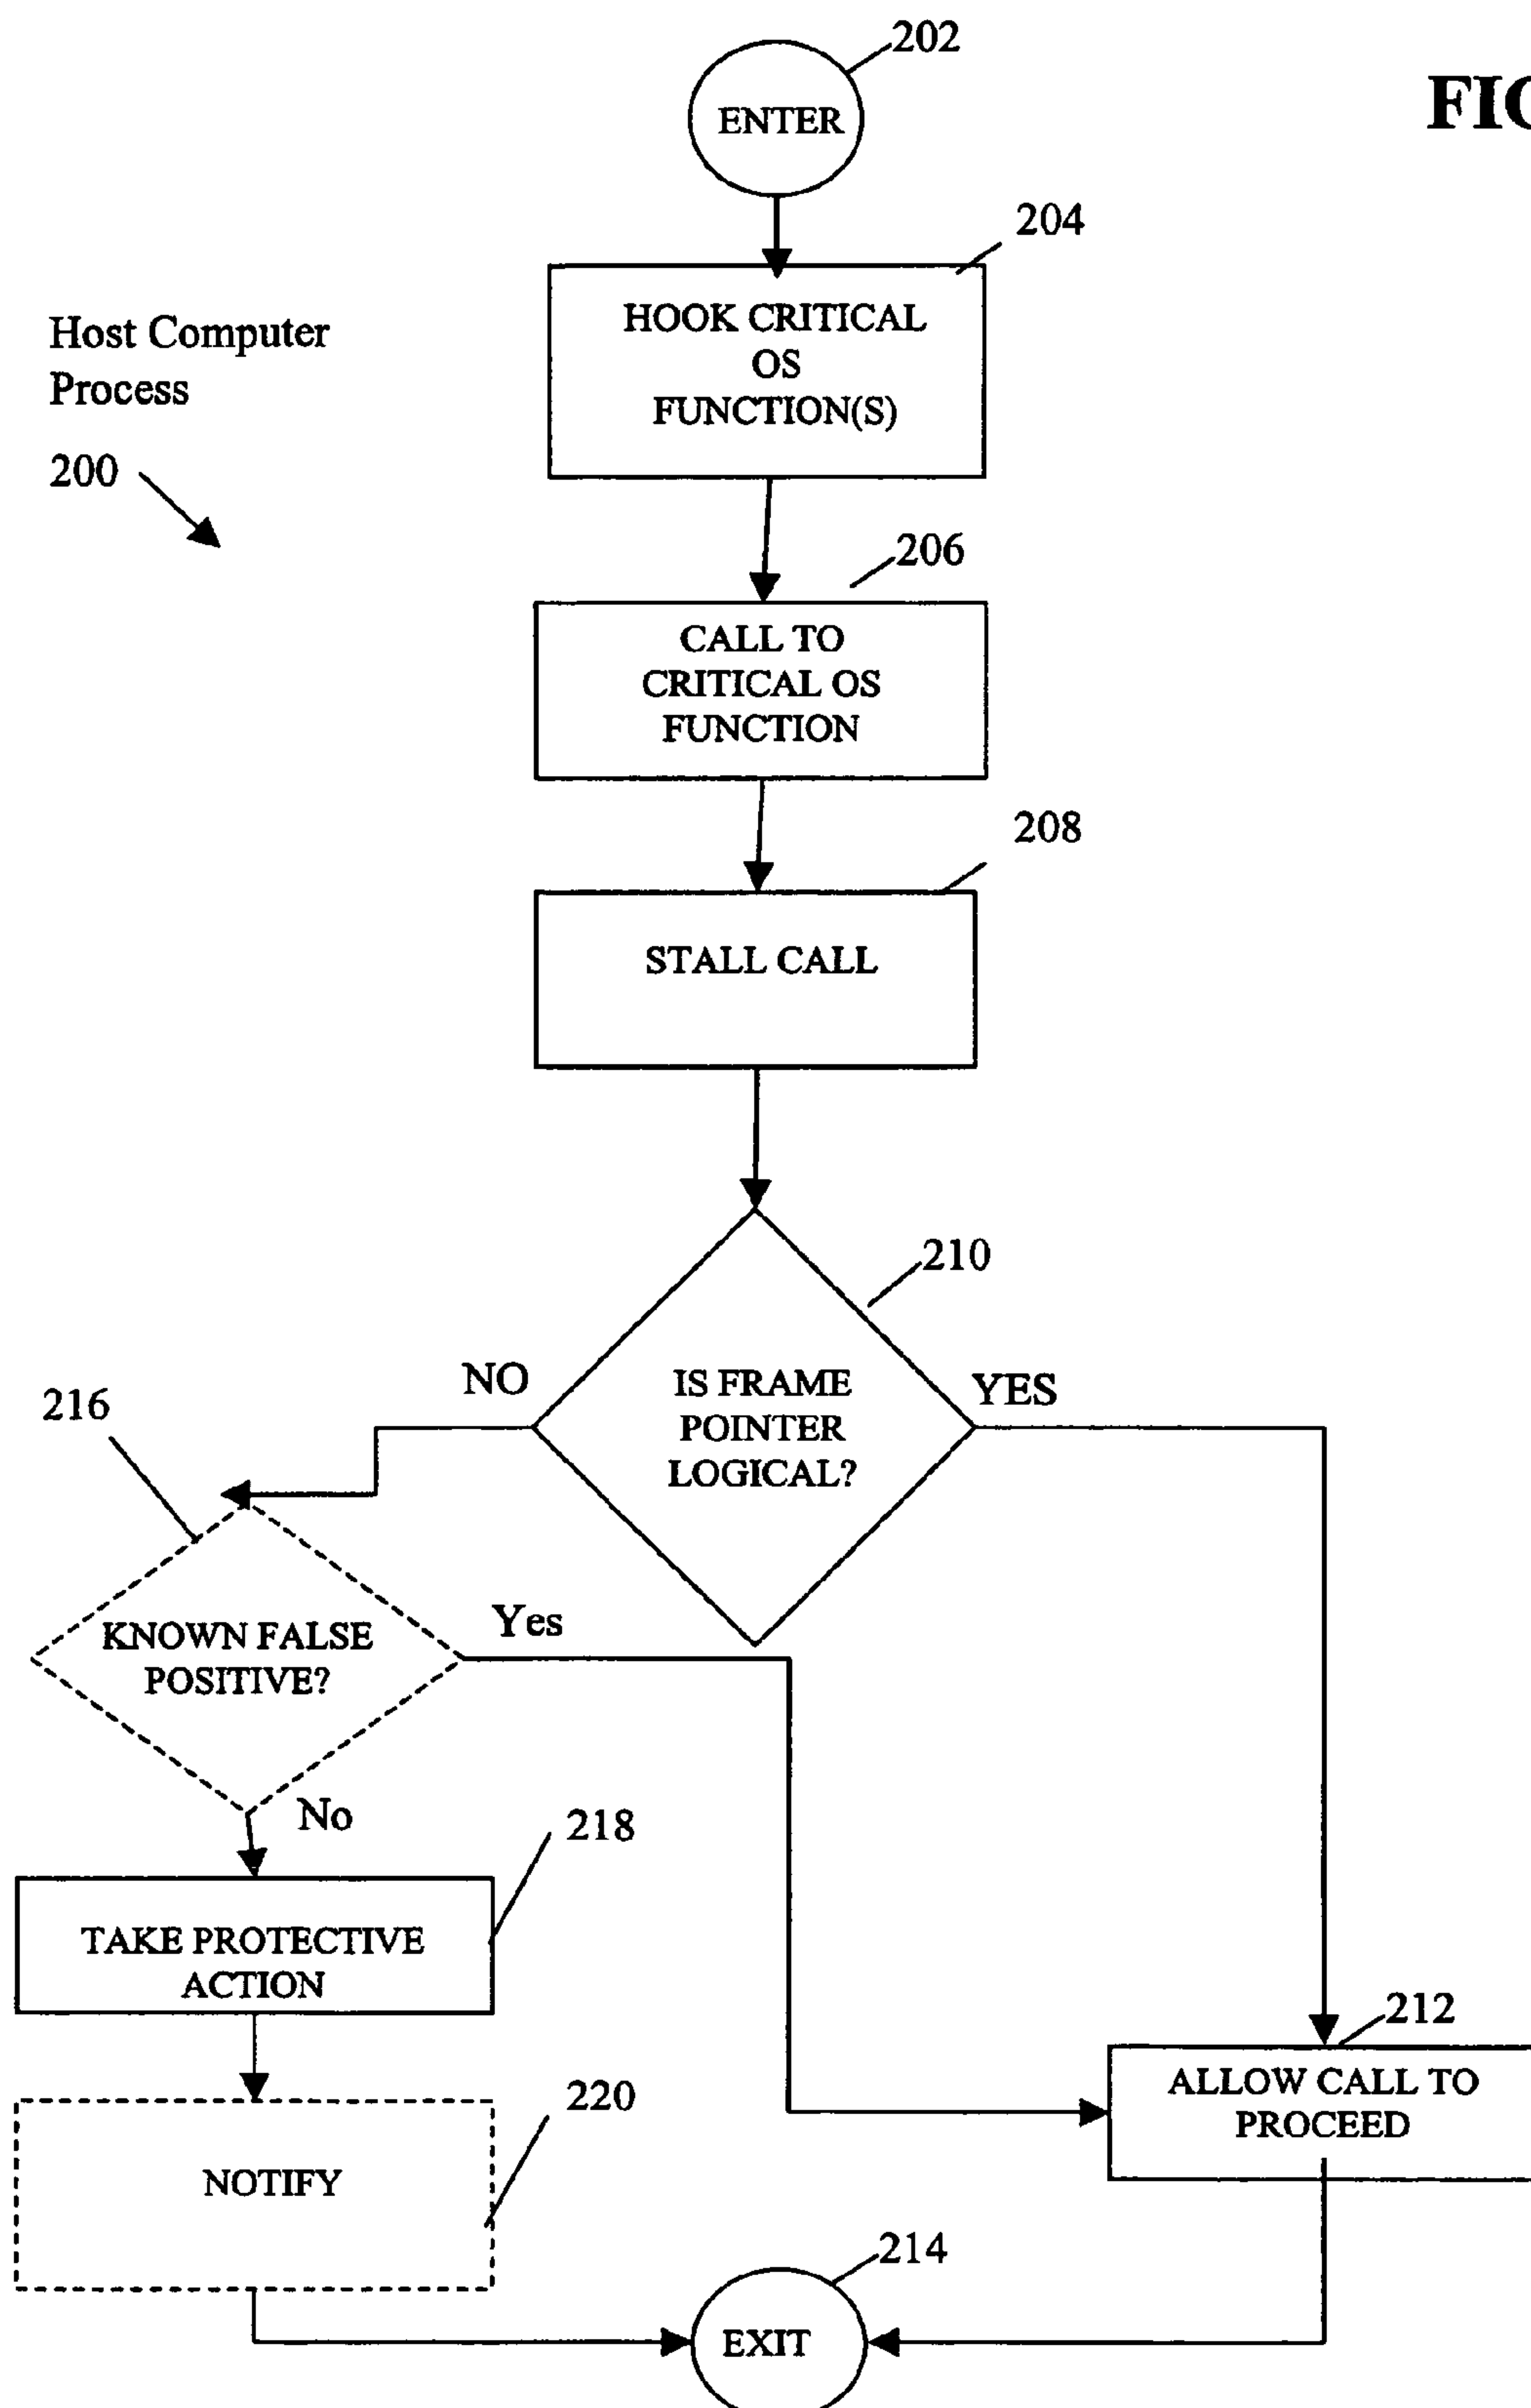 202
FIG
ENTER
204
HOOK CRITICAL
OS
FUNCTION(S)
Host Computer
Process
200
206
CALL TO
CRITICAL OS
FUNCTION
208
STALL CALL
210
NO
IS FRAME
POINTER
LOGICAL?
YES
216
KNOWN FALSE
POSITIVE?
Yes
No
218
TAKE PROTECTIVE
ACTION
212
ALLOW CALL TO
PROCEED
220
NOTIFY
214
EXIT